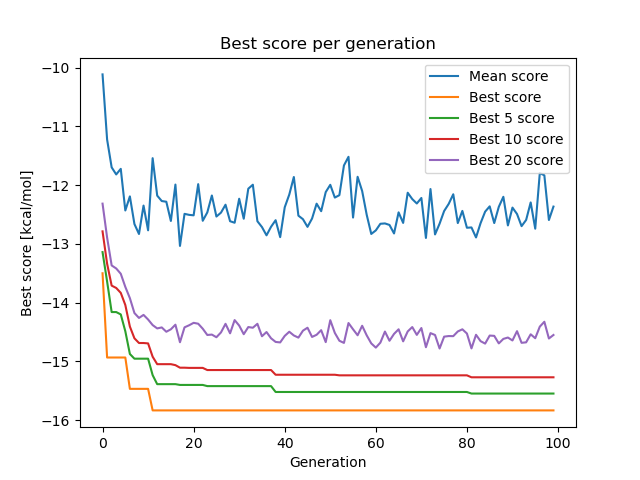 Best score per generation
Mean score
Best score
Best 5 score
Best 10 score
Best 20 score
Best score [kcal/mol]
−10
−11
−12
−13
−14
−15
−16
0 20 40 60 80 100
Generation